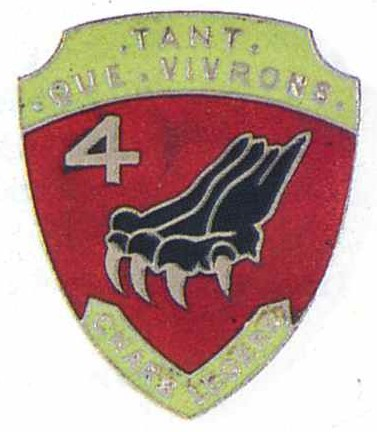 .TANT.
.QUE.VIVRONS.
4
CHARS LEGERS